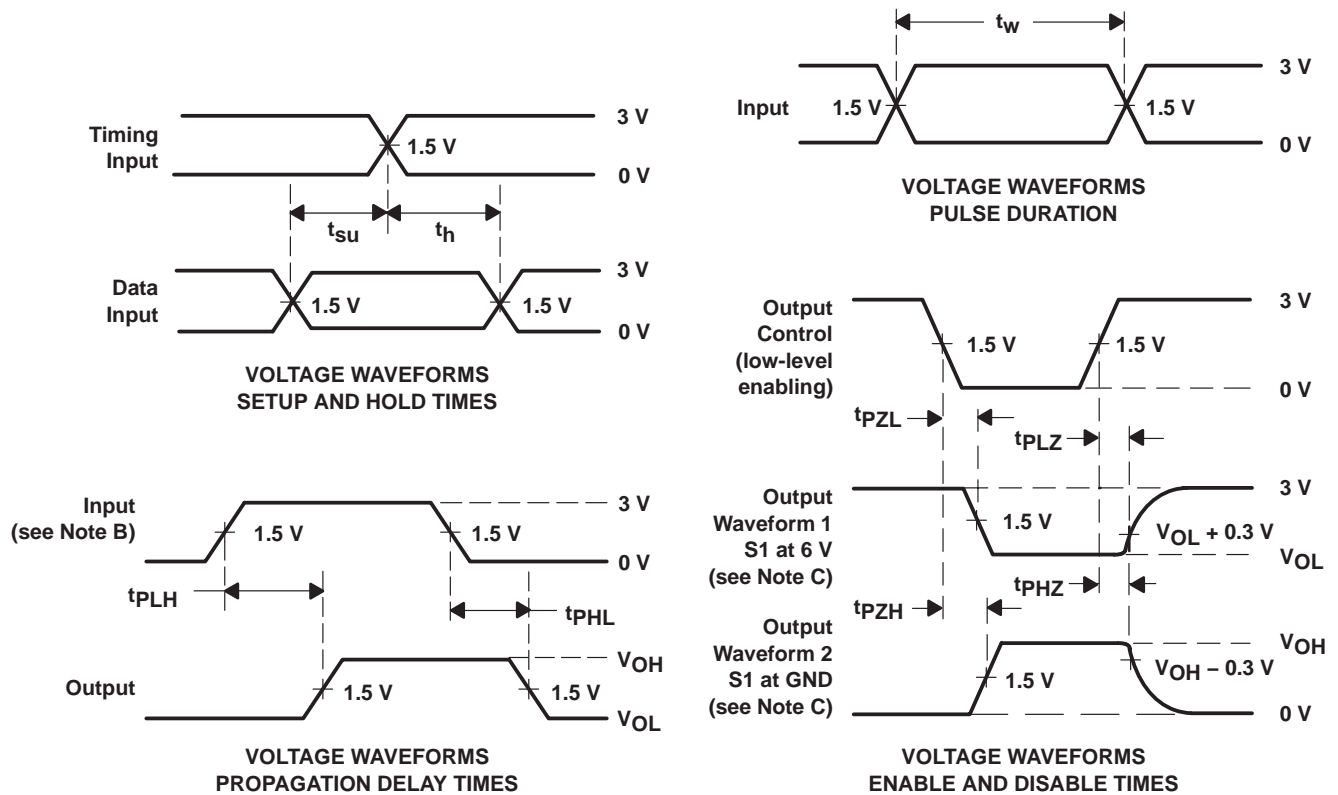 Timing
Input
3 V
1.5 V
0 V
tsu
th
Data
Input
3 V
1.5 V
1.5 V
0 V
VOLTAGE WAVEFORMS
SETUP AND HOLD TIMES
tw
Input
3 V
1.5 V
1.5 V
0 V
VOLTAGE WAVEFORMS
PULSE DURATION
Input
(see Note B)
3 V
1.5 V
1.5 V
0 V
tPLH
tPHL
Output
VOH
1.5 V
1.5 V
VOL
VOLTAGE WAVEFORMS
PROPAGATION DELAY TIMES
Output
Control
(low-level
enabling)
3 V
1.5 V
1.5 V
0 V
tPZL
tPLZ
Output
Waveform 1
S1 at 6 V
(see Note C)
3 V
1.5 V
VOL + 0.3 V
VOL
tPHZ
tPZH
Output
Waveform 2
S1 at GND
(see Note C)
VOH
1.5 V
VOH – 0.3 V
0 V
VOLTAGE WAVEFORMS
ENABLE AND DISABLE TIMES